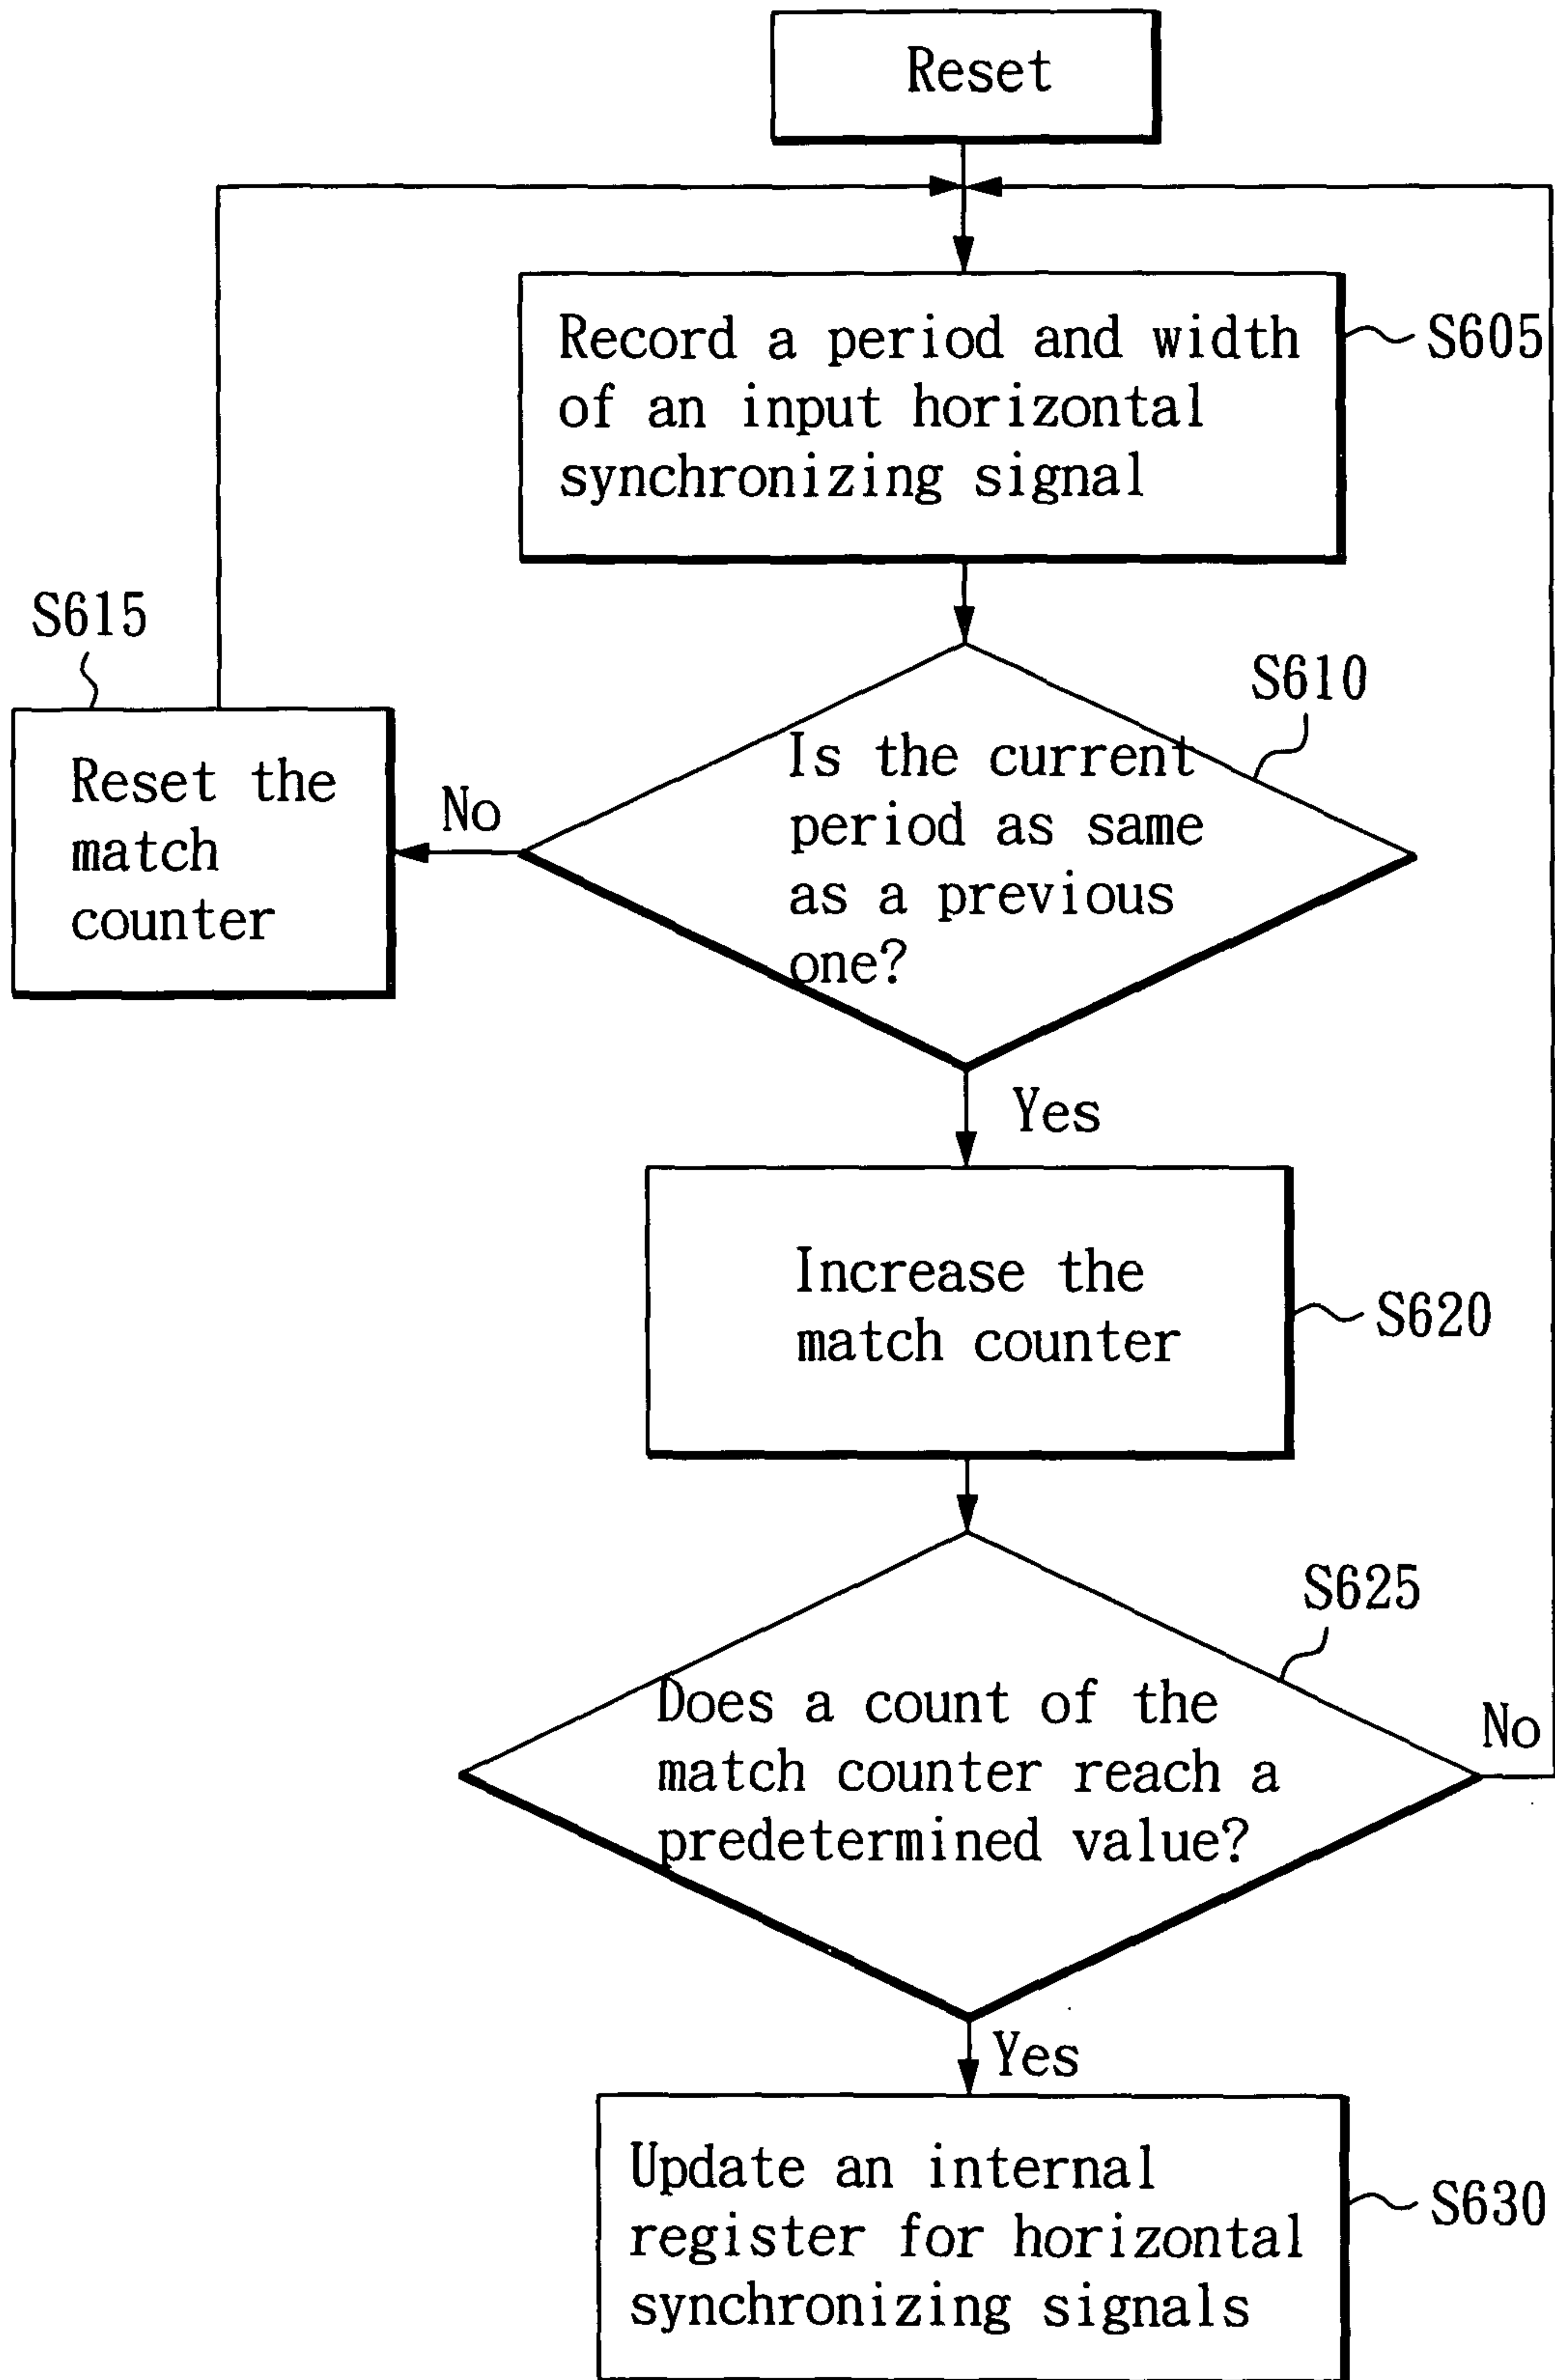 Reset
Record a period and width
of an input horizontal
synchronizing signal
S605
S615
Reset the
match
counter
No
S610
Is the current
period as same
as a previous
one?
Yes
Increase the
match counter
S620
S625
Does a count of the
match counter reach a
predetermined value?
No
Yes
Update an internal
register for horizontal
synchronizing signals
S630